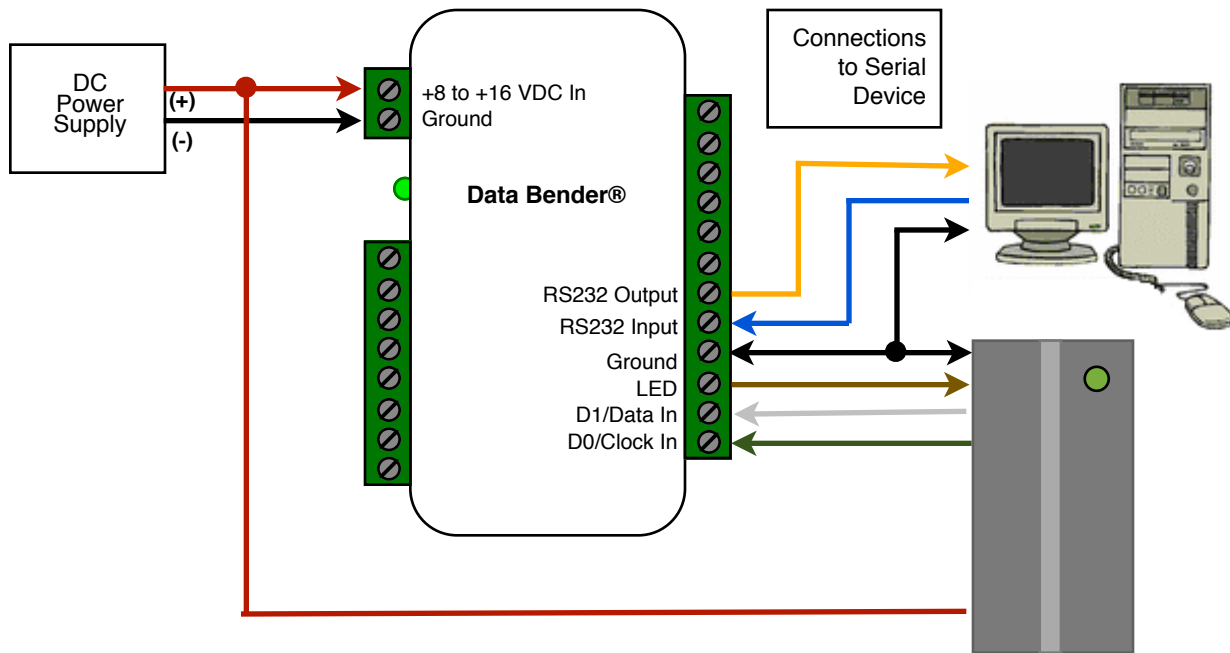 DC
Power
Supply
(+)
(-)
+8 to +16 VDC In
Ground
Data Bender®
Connections
to Serial
Device
RS232 Output
RS232 Input
Ground
LED
D1/Data In
D0/Clock In